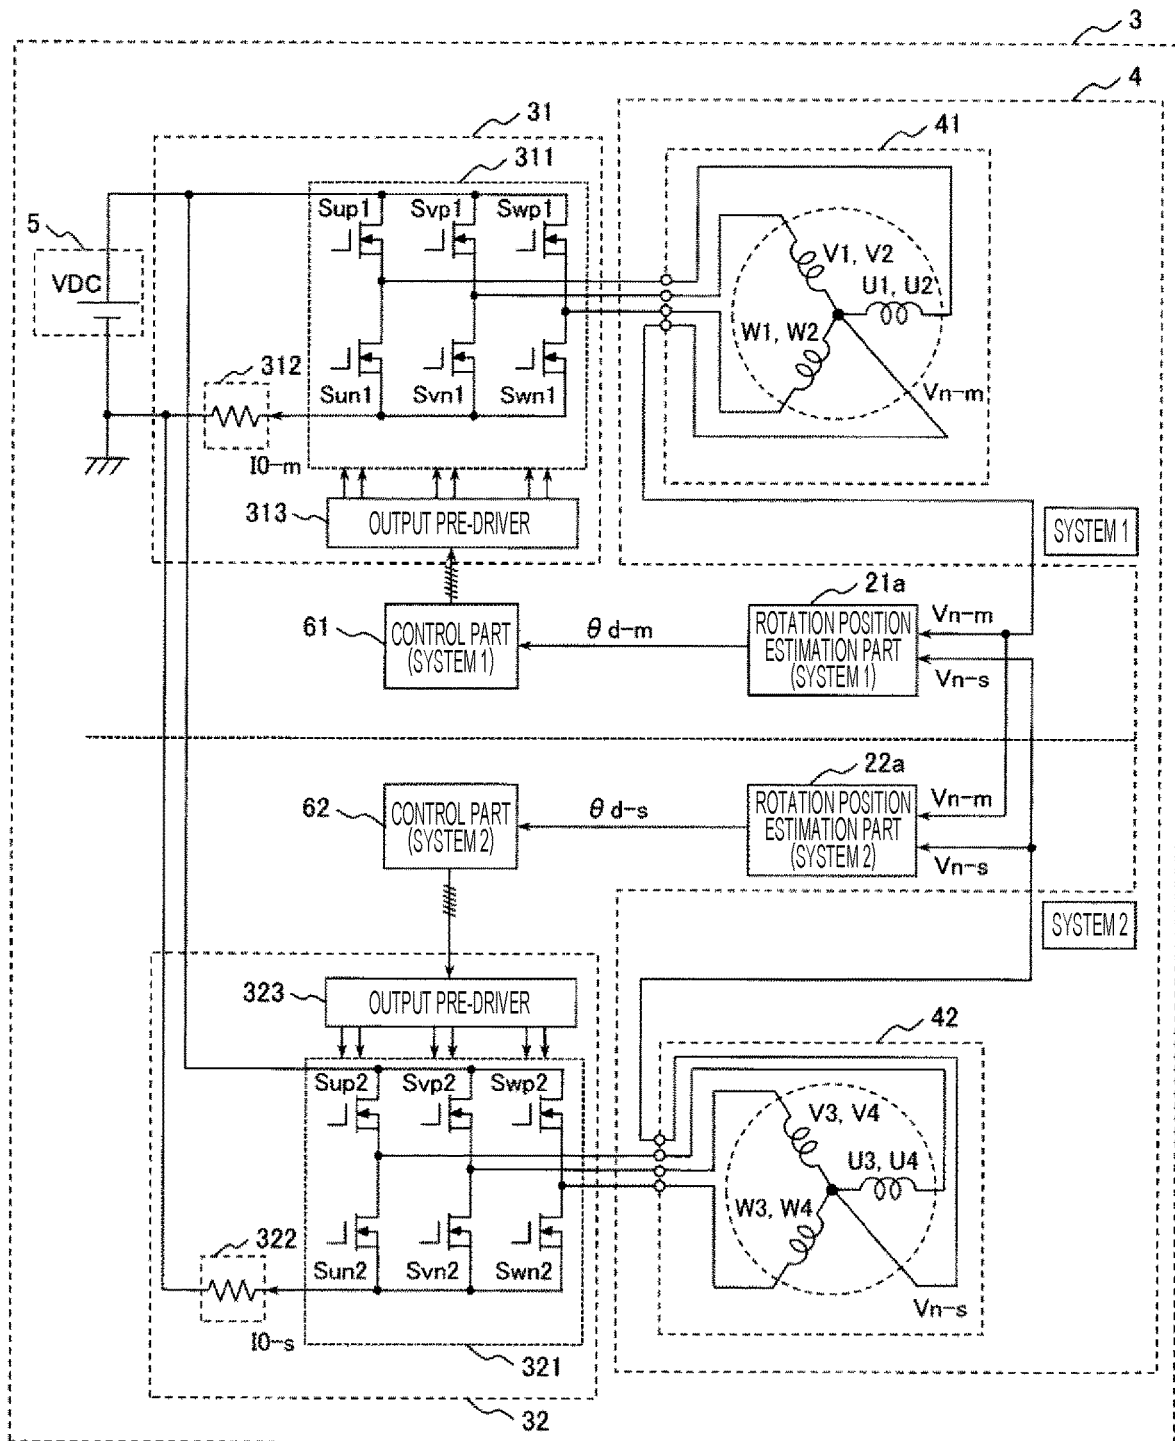 3
4
31
311
41
Sup1
Svp1
Swp1
5
VDC
V1, V2
U1, U2
W1, W2
312
Sun1
Svn1
Swn1
Vn-m
I0-m
313
OUTPUT PRE-DRIVER
SYSTEM 1
21a
61
CONTROL PART
(SYSTEM 1)
θd-m
ROTATION POSITION
ESTIMATION PART
(SYSTEM 1)
Vn-m
Vn-s
22a
62
CONTROL PART
(SYSTEM 2)
θd-s
ROTATION POSITION
ESTIMATION PART
(SYSTEM 2)
Vn-m
Vn-s
SYSTEM 2
323
OUTPUT PRE-DRIVER
42
Sup2
Svp2
Swp2
V3, V4
U3, U4
W3, W4
322
Sun2
Svn2
Swn2
Vn-s
I0-s
321
32